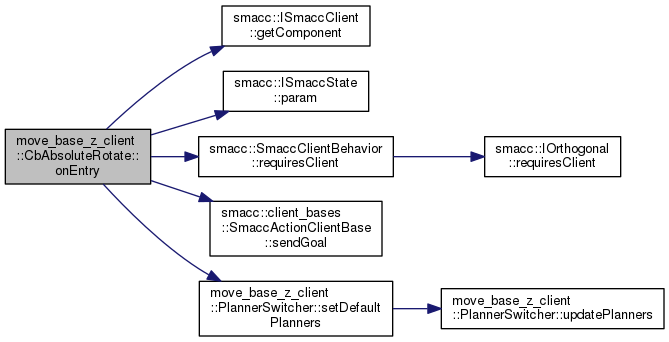 smacc::ISmaccClient
::getComponent
smacc::ISmaccState
::param
move_base_z_client
::CbAbsoluteRotate::
onEntry
smacc::SmaccClientBehavior
::requiresClient
smacc::IOrthogonal
::requiresClient
smacc::client_bases
::SmaccActionClientBase
::sendGoal
move_base_z_client
::PlannerSwitcher::setDefault
Planners
move_base_z_client
::PlannerSwitcher::updatePlanners